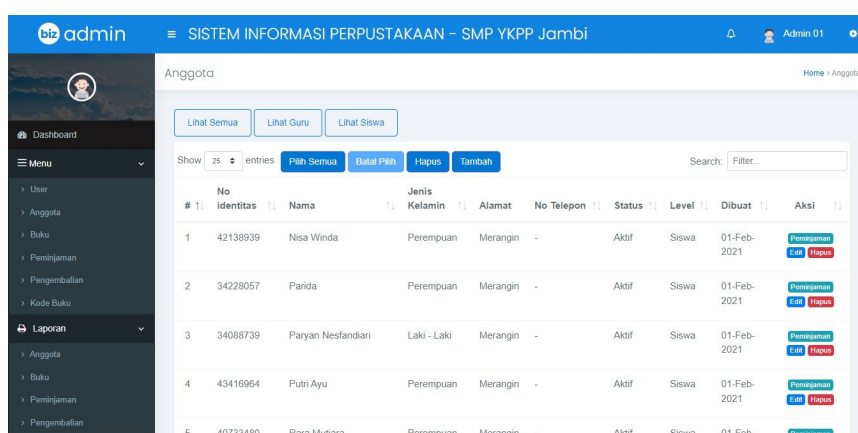 biz admin
SISTEM INFORMASI PERPUSTAKAAN - SMP YKPP Jambi
Admin 01
Anggota
Home > Anggota
Dashboard
Menu
> User
> Anggota
> Buku
> Peminjaman
> Pengembalian
> Kode Buku
Laporan
> Anggota
> Buku
> Peminjaman
> Pengembalian
Lihat Semua Lihat Guru Lihat Siswa
Show 25 entries Pilih Semua Batal Pilih Hapus Tambah Search: Filter...
# No identitas Nama Jenis Kelamin Alamat No Telepon Status Level Dibuat Aksi
1 42138939 Nisa Winda Perempuan Merangin - Aktif Siswa 01-Feb-2021 Peminjaman Edit Hapus
2 34228057 Parida Perempuan Merangin - Aktif Siswa 01-Feb-2021 Peminjaman Edit Hapus
3 34088739 Paryan Nesfandiari Laki - Laki Merangin - Aktif Siswa 01-Feb-2021 Peminjaman Edit Hapus
4 43416964 Putri Ayu Perempuan Merangin - Aktif Siswa 01-Feb-2021 Peminjaman Edit Hapus